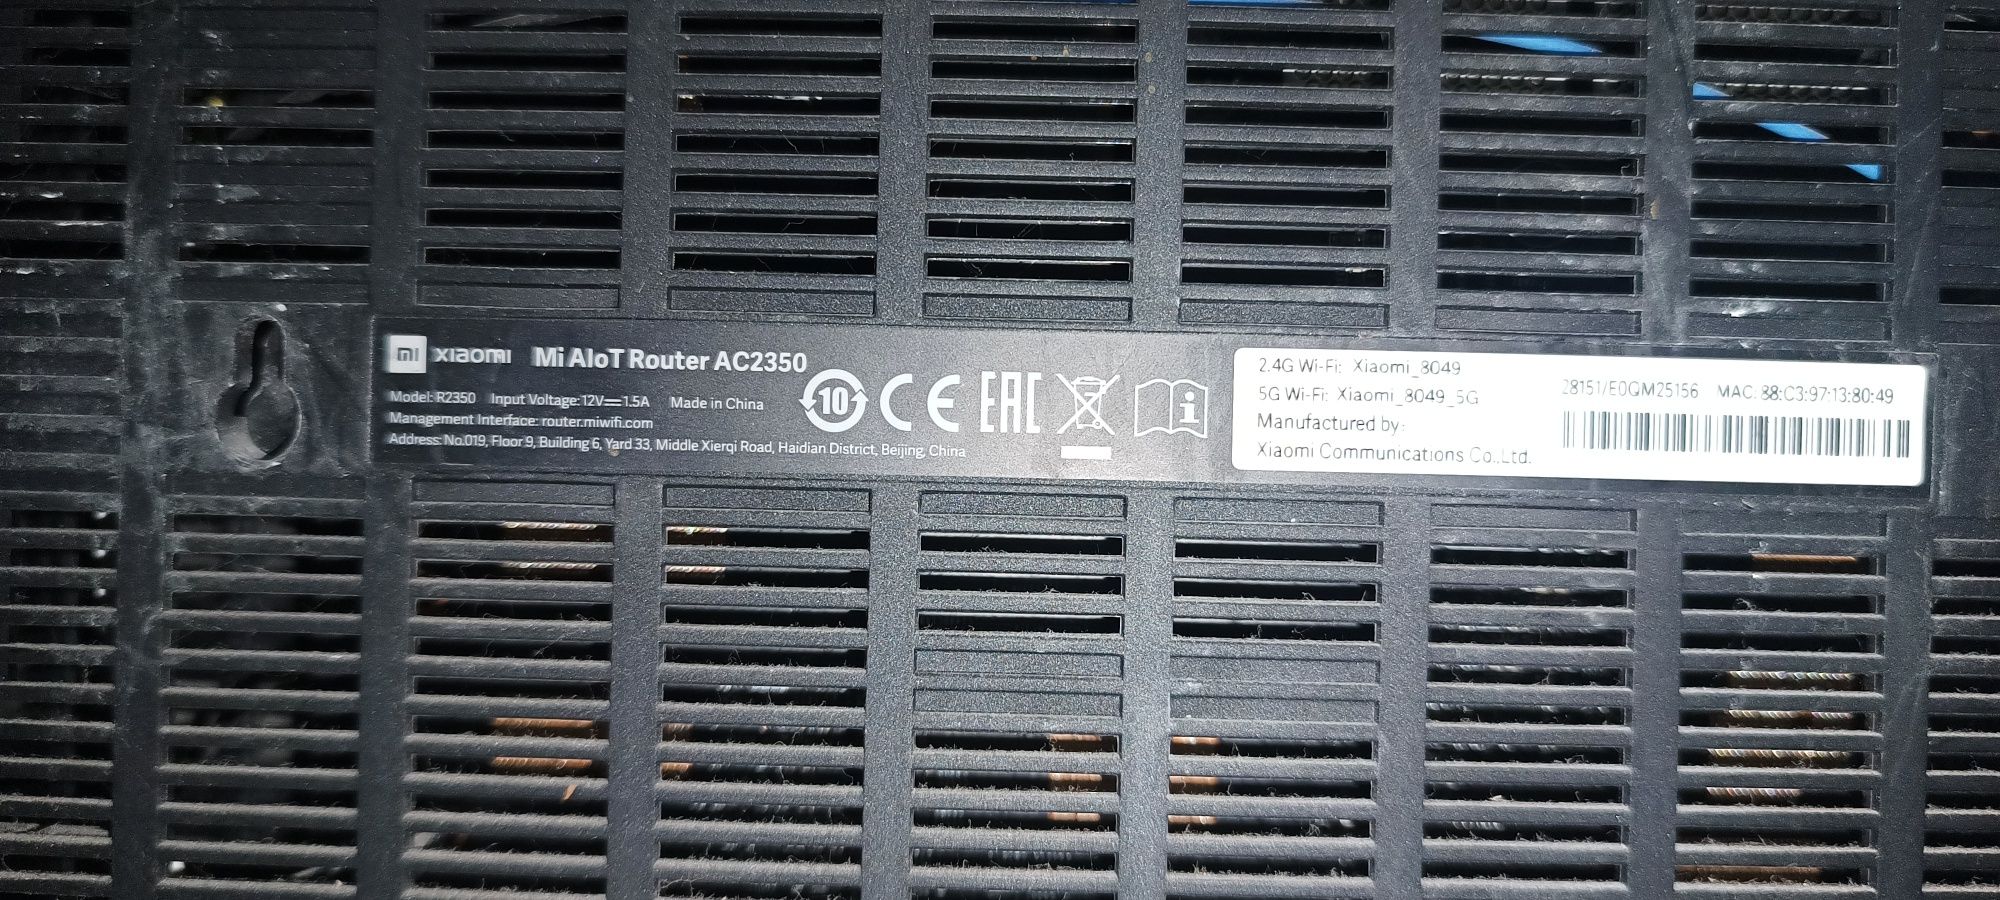 mi xiaomi Mi AIoT Router AC2350
Model: R2350 Input Voltage: 12V⎓1.5A Made in China
Management Interface: router.miwifi.com
Address: No.019, Floor 9, Building 6, Yard 33, Middle Xierqi Road, Haidian District, Beijing, China
10 CE EAC
2.4G Wi-Fi: Xiaomi_8049
5G Wi-Fi: Xiaomi_8049_5G
Manufactured by:
Xiaomi Communications Co.,Ltd.
28151/E0QM25156 MAC: 88:C3:97:13:80:49